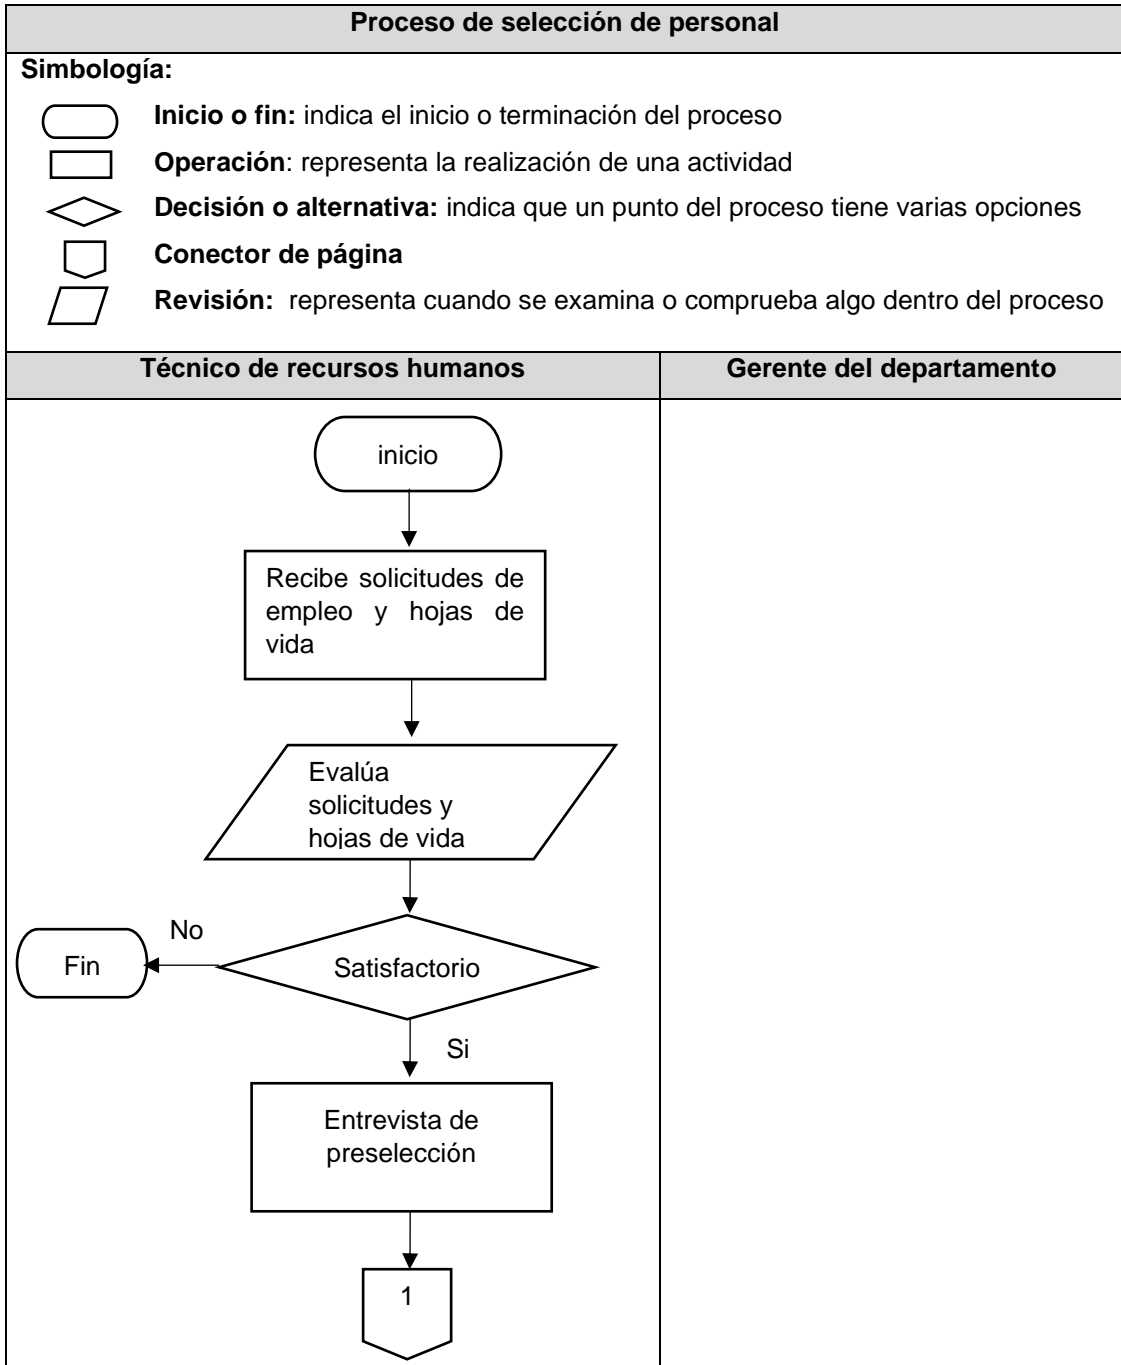 Proceso de selección de personal
Simbología:
Inicio o fin: indica el inicio o terminación del proceso
Operación: representa la realización de una actividad
Decisión o alternativa: indica que un punto del proceso tiene varias opciones
Conector de página
Revisión: representa cuando se examina o comprueba algo dentro del proceso
Técnico de recursos humanos
Gerente del departamento
inicio
Recibe solicitudes de
empleo y hojas de
vida
Evalúa
solicitudes y
hojas de vida
No
Fin
Satisfactorio
Si
Entrevista de
preselección
1